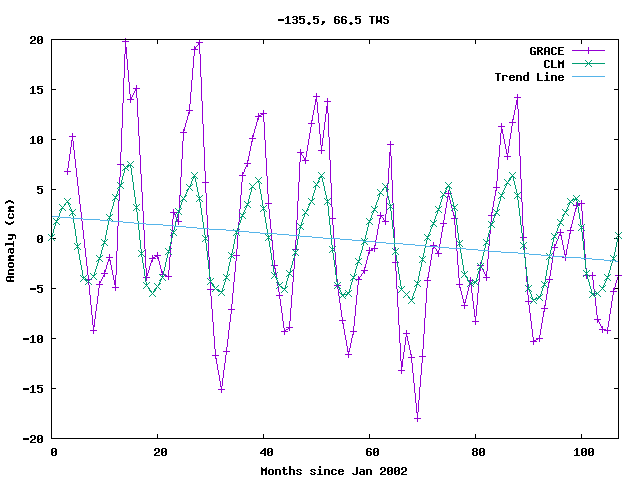 -135.5, 66.5 TWS
GRACE
CLM
Trend Line
20
15
10
5
0
-5
-10
-15
-20
Anomaly (cm)
0 20 40 60 80 100
Months since Jan 2002